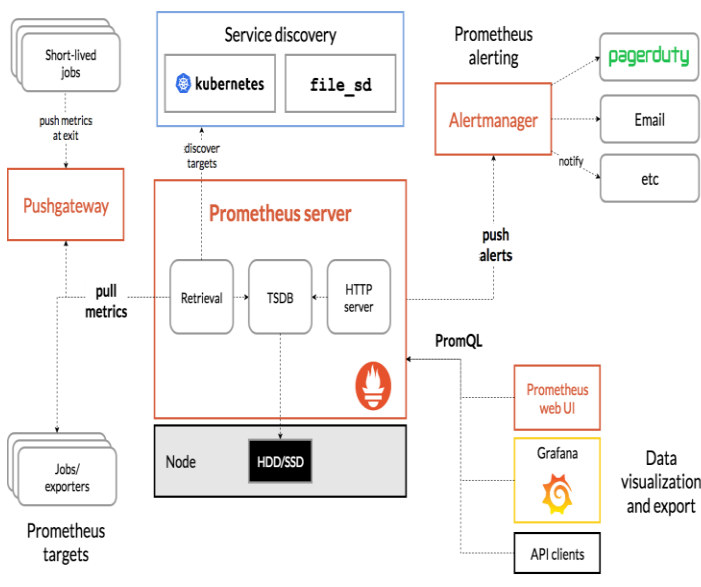 Short-lived
jobs
push metrics
at exit
Pushgateway
Service discovery
kubernetes
file_sd
discover
targets
Prometheus
alerting
Alertmanager
pagerduty
Email
notify
etc
Prometheus server
Retrieval
TSDB
HTTP
server
pull
metrics
push
alerts
PromQL
Node
HDD/SSD
Jobs/
exporters
Prometheus
targets
Prometheus
web UI
Grafana
API clients
Data
visualization
and export